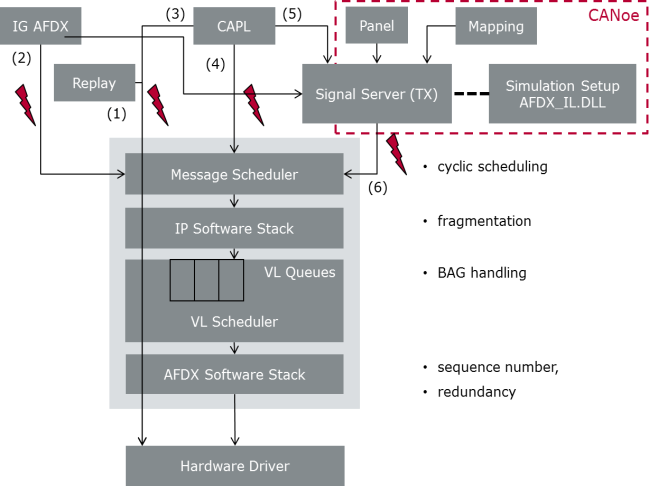 IG AFDX
(3)
CAPL
(5)
CANoe
Panel
Mapping
(2)
(4)
Replay
(1)
Signal Server (TX)
Simulation Setup
AFDX_IL.DLL
Message Scheduler
(6)
• cyclic scheduling
IP Software Stack
• fragmentation
VL Queues
• BAG handling
VL Scheduler
AFDX Software Stack
• sequence number,
• redundancy
Hardware Driver